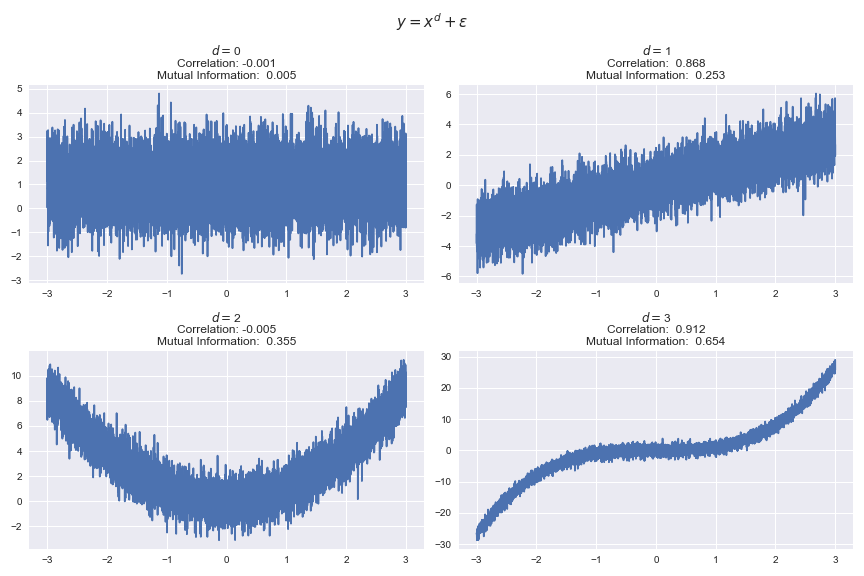 y = x^d + ε
d = 0
Correlation: -0.001
Mutual Information: 0.005
5
4
3
2
1
0
−1
−2
−3
−3 −2 −1 0 1 2 3
d = 1
Correlation: 0.868
Mutual Information: 0.253
6
4
2
0
−2
−4
−6
−3 −2 −1 0 1 2 3
d = 2
Correlation: -0.005
Mutual Information: 0.355
10
8
6
4
2
0
−2
−3 −2 −1 0 1 2 3
d = 3
Correlation: 0.912
Mutual Information: 0.654
30
20
10
0
−10
−20
−30
−3 −2 −1 0 1 2 3